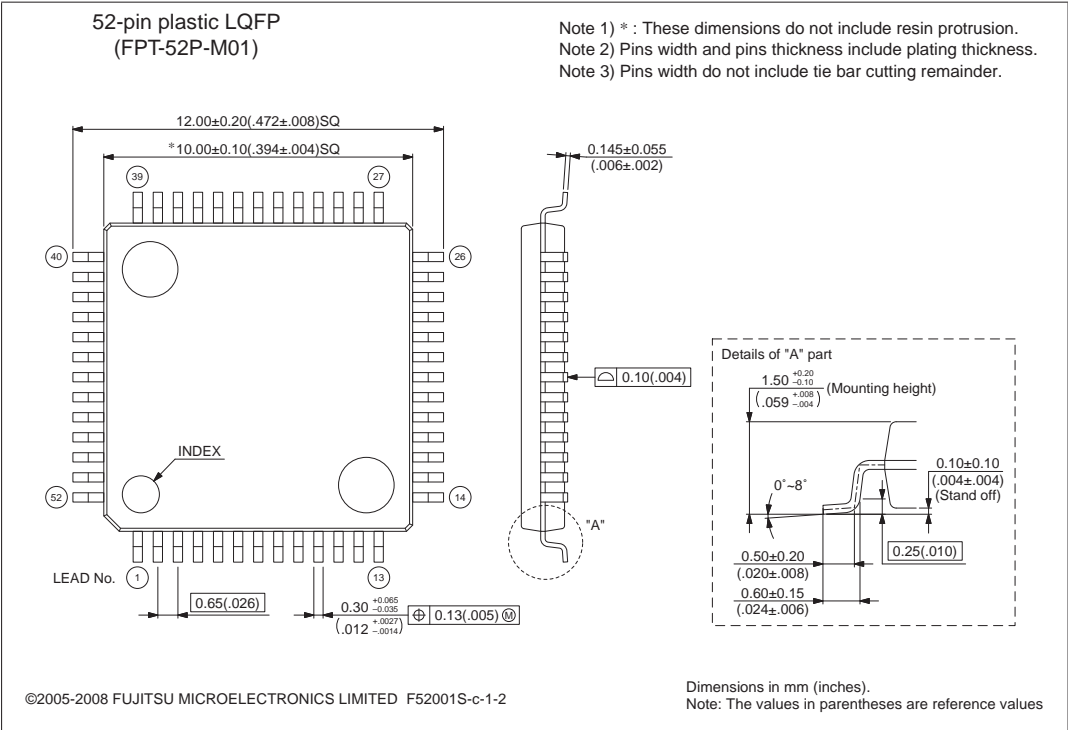 52-pin plastic LQFP
(FPT-52P-M01)
Note 1) * : These dimensions do not include resin protrusion.
Note 2) Pins width and pins thickness include plating thickness.
Note 3) Pins width do not include tie bar cutting remainder.
12.00±0.20(.472±.008)SQ
*10.00±0.10(.394±.004)SQ
39
27
40
26
INDEX
52
14
LEAD No.
1
13
0.65(.026)
0.30 +0.065 –0.035
(.012 +.0027 –.0014)
0.13(.005) Ⓜ
0.145±0.055
(.006±.002)
0.10(.004)
"A"
Details of "A" part
1.50 +0.20 –0.10 (Mounting height)
(.059 +.008 –.004)
0.10±0.10
(.004±.004)
(Stand off)
0˚~8˚
0.25(.010)
0.50±0.20
(.020±.008)
0.60±0.15
(.024±.006)
©2005-2008 FUJITSU MICROELECTRONICS LIMITED F52001S-c-1-2
Dimensions in mm (inches).
Note: The values in parentheses are reference values